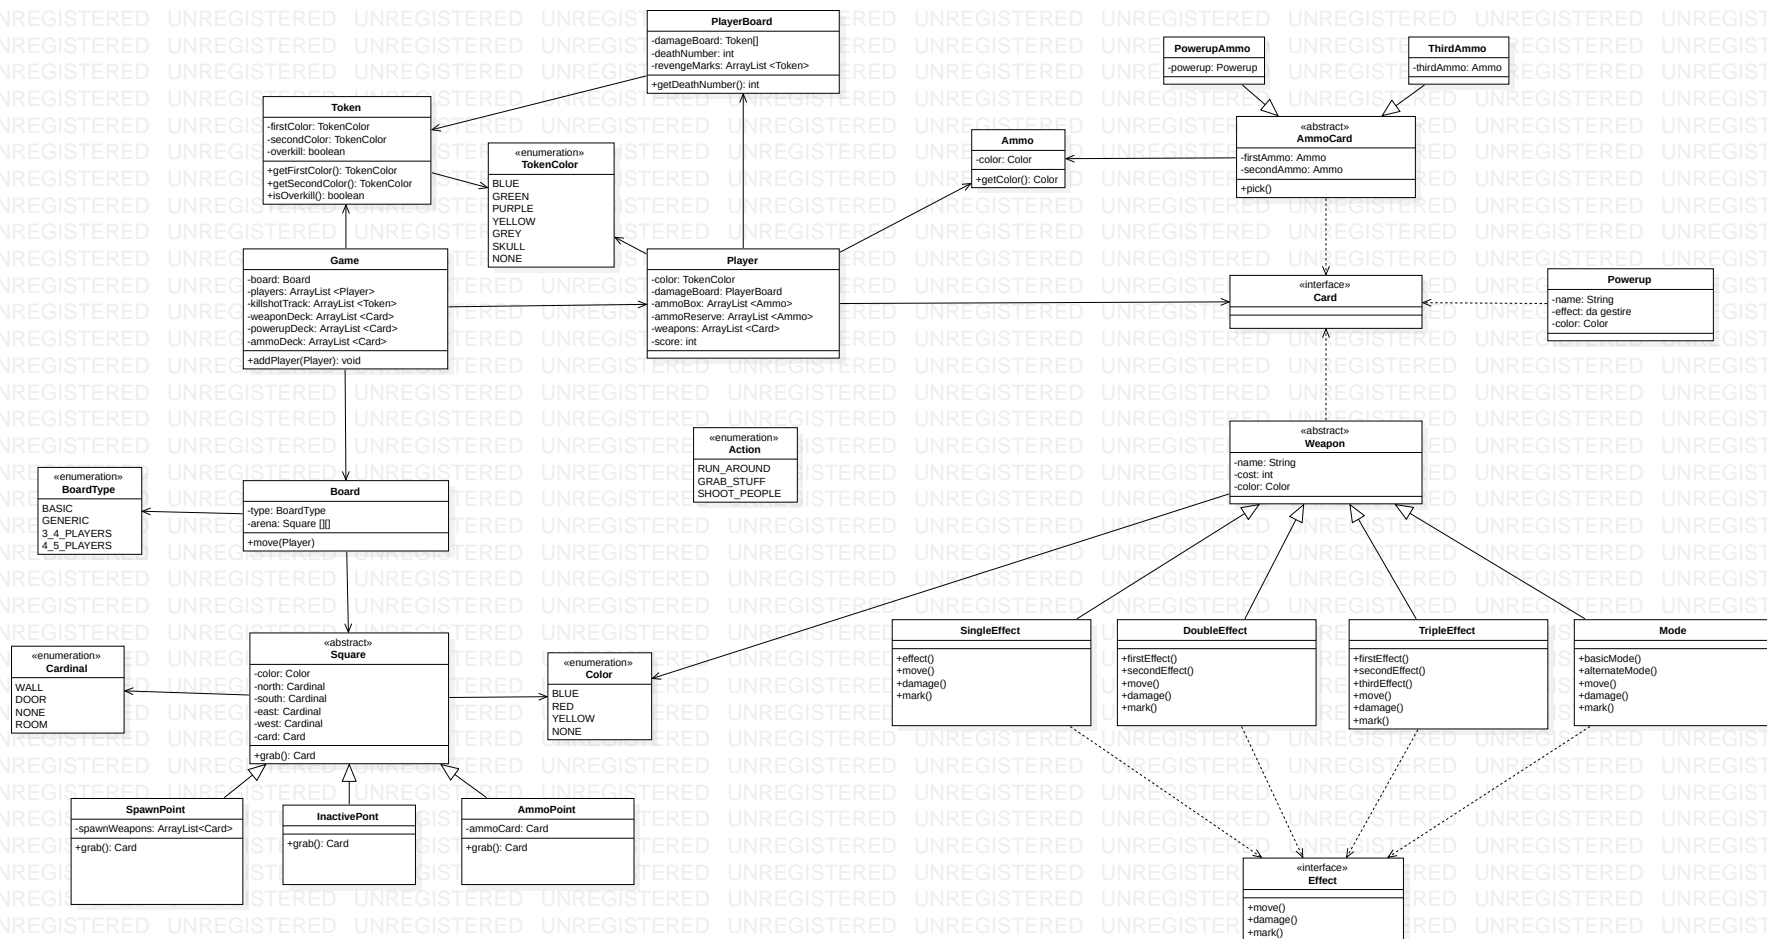 PlayerBoard
-damageBoard: Token[]
-deathNumber: int
-revengeMarks: ArrayList <Token>
+getDeathNumber(): int
PowerupAmmo
-powerup: Powerup
ThirdAmmo
-thirdAmmo: Ammo
Token
-firstColor: TokenColor
-secondColor: TokenColor
-overkill: boolean
+getFirstColor(): TokenColor
+getSecondColor(): TokenColor
+isOverkill(): boolean
«enumeration»
TokenColor
BLUE
GREEN
PURPLE
YELLOW
GREY
SKULL
NONE
Ammo
-color: Color
+getColor(): Color
«abstract»
AmmoCard
-firstAmmo: Ammo
-secondAmmo: Ammo
+pick()
Game
-board: Board
-players: ArrayList <Player>
-killshotTrack: ArrayList <Token>
-weaponDeck: ArrayList <Card>
-powerupDeck: ArrayList <Card>
-ammoDeck: ArrayList <Card>
+addPlayer(Player): void
Player
-color: TokenColor
-damageBoard: PlayerBoard
-ammoBox: ArrayList <Ammo>
-ammoReserve: ArrayList <Ammo>
-weapons: ArrayList <Card>
-score: int
«interface»
Card
Powerup
-name: String
-effect: da gestire
-color: Color
«enumeration»
Action
RUN_AROUND
GRAB_STUFF
SHOOT_PEOPLE
«abstract»
Weapon
-name: String
-cost: int
-color: Color
«enumeration»
BoardType
BASIC
GENERIC
3_4_PLAYERS
4_5_PLAYERS
Board
-type: BoardType
-arena: Square [][]
+move(Player)
«enumeration»
Cardinal
WALL
DOOR
NONE
ROOM
«abstract»
Square
-color: Color
-north: Cardinal
-south: Cardinal
-east: Cardinal
-west: Cardinal
-card: Card
+grab(): Card
«enumeration»
Color
BLUE
RED
YELLOW
NONE
SingleEffect
+effect()
+move()
+damage()
+mark()
DoubleEffect
+firstEffect()
+secondEffect()
+move()
+damage()
+mark()
TripleEffect
+firstEffect()
+secondEffect()
+thirdEffect()
+move()
+damage()
+mark()
Mode
+basicMode()
+alternateMode()
+move()
+damage()
+mark()
SpawnPoint
-spawnWeapons: ArrayList<Card>
+grab(): Card
InactivePont
+grab(): Card
AmmoPoint
-ammoCard: Card
+grab(): Card
«interface»
Effect
+move()
+damage()
+mark()
UNREGISTERED